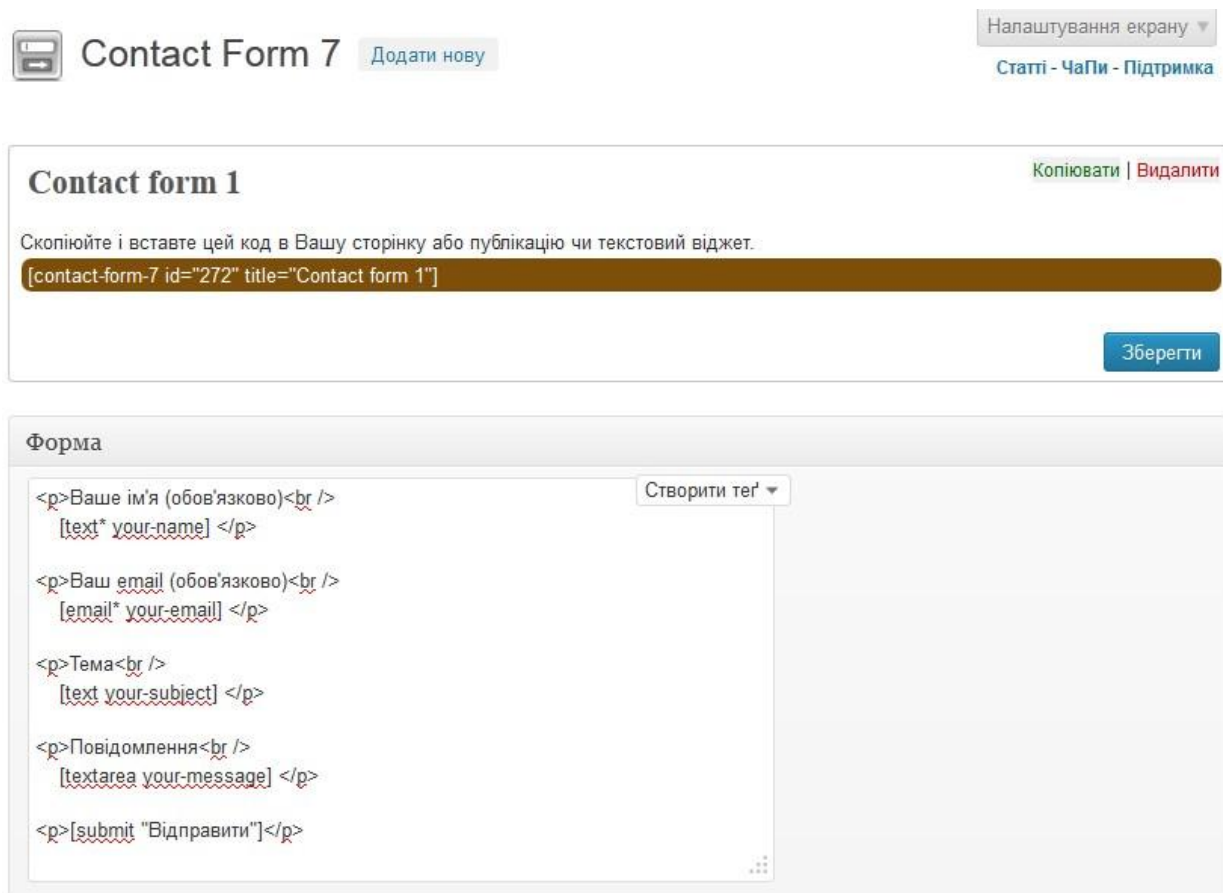 Contact Form 7 Додати нову
Налаштування екрану
Статті - ЧаПи - Підтримка
Contact form 1
Копіювати | Видалити
Скопіюйте і вставте цей код в Вашу сторінку або публікацію чи текстовий віджет.
[contact-form-7 id="272" title="Contact form 1"]
Зберегти
Форма
Створити теґ
<p>Ваше ім'я (обов'язково)<br />
[text* your-name] </p>
<p>Ваш email (обов'язково)<br />
[email* your-email] </p>
<p>Тема<br />
[text your-subject] </p>
<p>Повідомлення<br />
[textarea your-message] </p>
<p>[submit "Відправити"]</p>